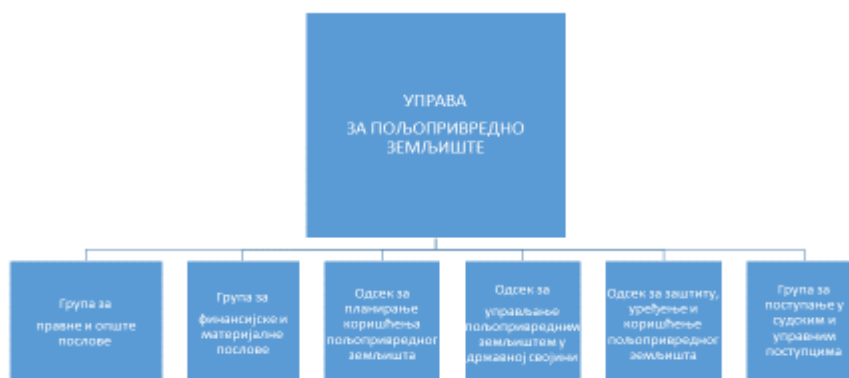 УПРАВА
ЗА ПОЉОПРИВРЕДНО
ЗЕМЉИШТЕ
Група за
правне и опште
послове
Група за
финансијске и
материјалне
послове
Одсек за
планирање
коришћења
пољопривредног
земљишта
Одсек за
управљање
пољопривредним
земљиштем у
државној својини
Одсек за заштиту,
уређење и
коришћење
пољопривредног
земљишта
Група за
поступање у
судским и
управним
поступцима